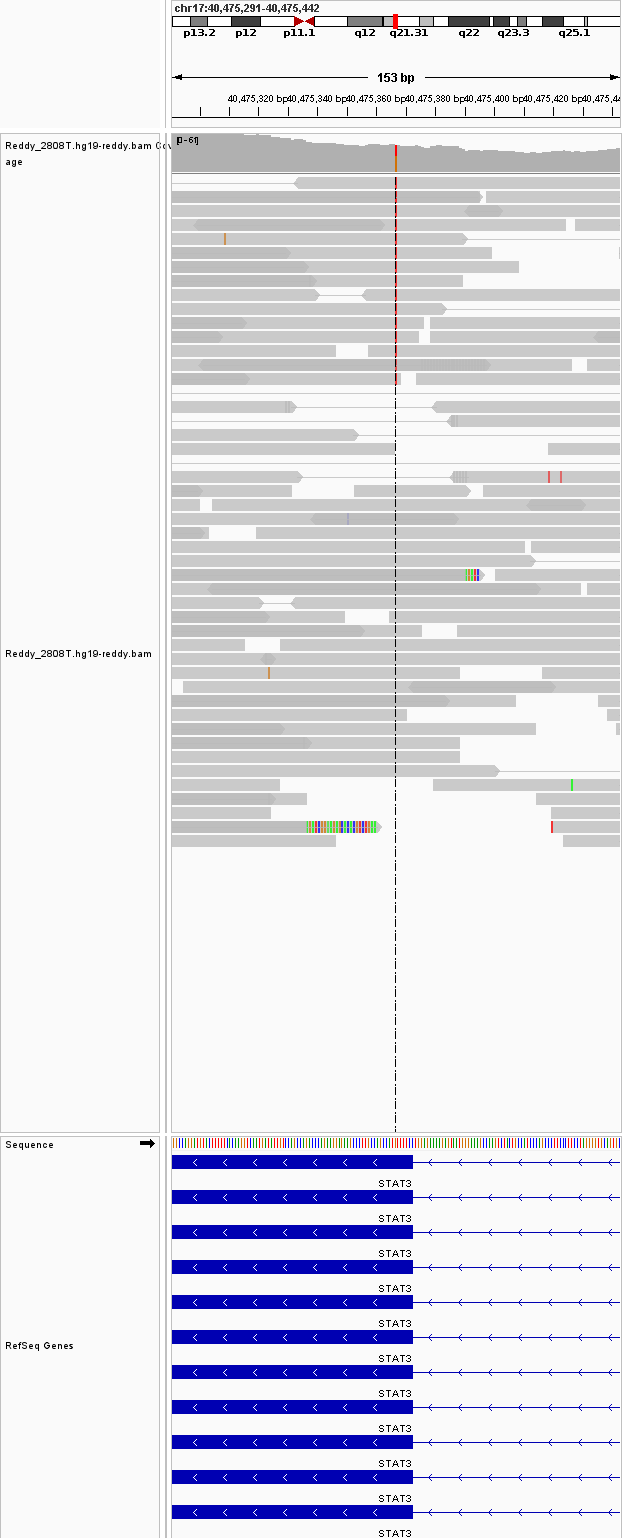 chr17:40,475,291-40,475,442
p13.2 p12 p11.1 q12 q21.31 q22 q23.3 q25.1
153 bp
40,475,320 bp 40,475,340 bp 40,475,360 bp 40,475,380 bp 40,475,400 bp 40,475,420 bp 40,475,44
Reddy_2808T.hg19-reddy.bam Cov
age
[0-61]
Reddy_2808T.hg19-reddy.bam
Sequence
STAT3
STAT3
STAT3
STAT3
STAT3
RefSeq Genes
STAT3
STAT3
STAT3
STAT3
STAT3
STAT3